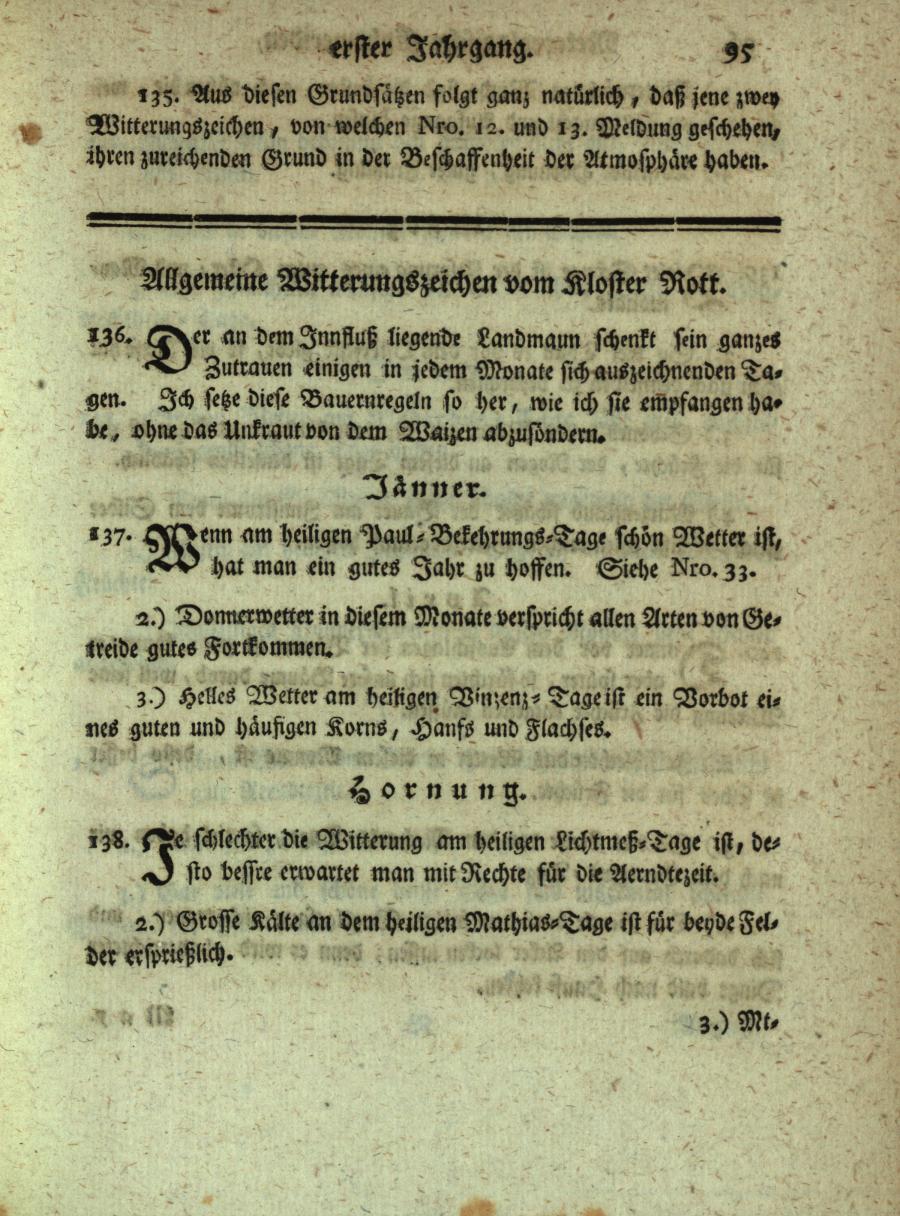 erster Jahrgang. 95
135. Aus diesen Grundsätzen folgt ganz natürlich, daß jene zwey
Witterungszeichen, von welchen Nro. 12. und 13. Meldung geschehen,
ihren zureichenden Grund in der Beschaffenheit der Atmosphäre haben.
Allgemeine Witterungszeichen vom Kloster Rott.
136. Der an dem Innfluß liegende Landmann schenkt sein ganzes
Zutrauen einigen in jedem Monate sich auszeichnenden Ta-
gen. Ich setze diese Bauernregeln so her, wie ich sie em̄pfangen ha-
be, ohne das Unkraut von dem Waizen abzusöndern.
Jänner.
137. Wenn am heiligen Paul-Bekehrungs-Tage schön Wetter ist,
hat man ein gutes Jahr zu hoffen. Siehe Nro. 33.
2.) Donnerwetter in diesem Monate verspricht allen Arten von Ge-
treide gutes Fortkommen.
3.) Helles Wetter am heiligen Vinzenz-Tage ist ein Vorbot ei-
nes guten und häufigen Korns, Hanfs und Flachses.
Hornung.
138. Je schlechter die Witterung am heiligen Lichtmeß-Tage ist, de-
sto bessre erwartet man mit Rechte für die Aerndtezeit.
2.) Grosse Kälte an dem heiligen Mathias-Tage ist für beyde Fel-
der ersprießlich.
3.) Mt-